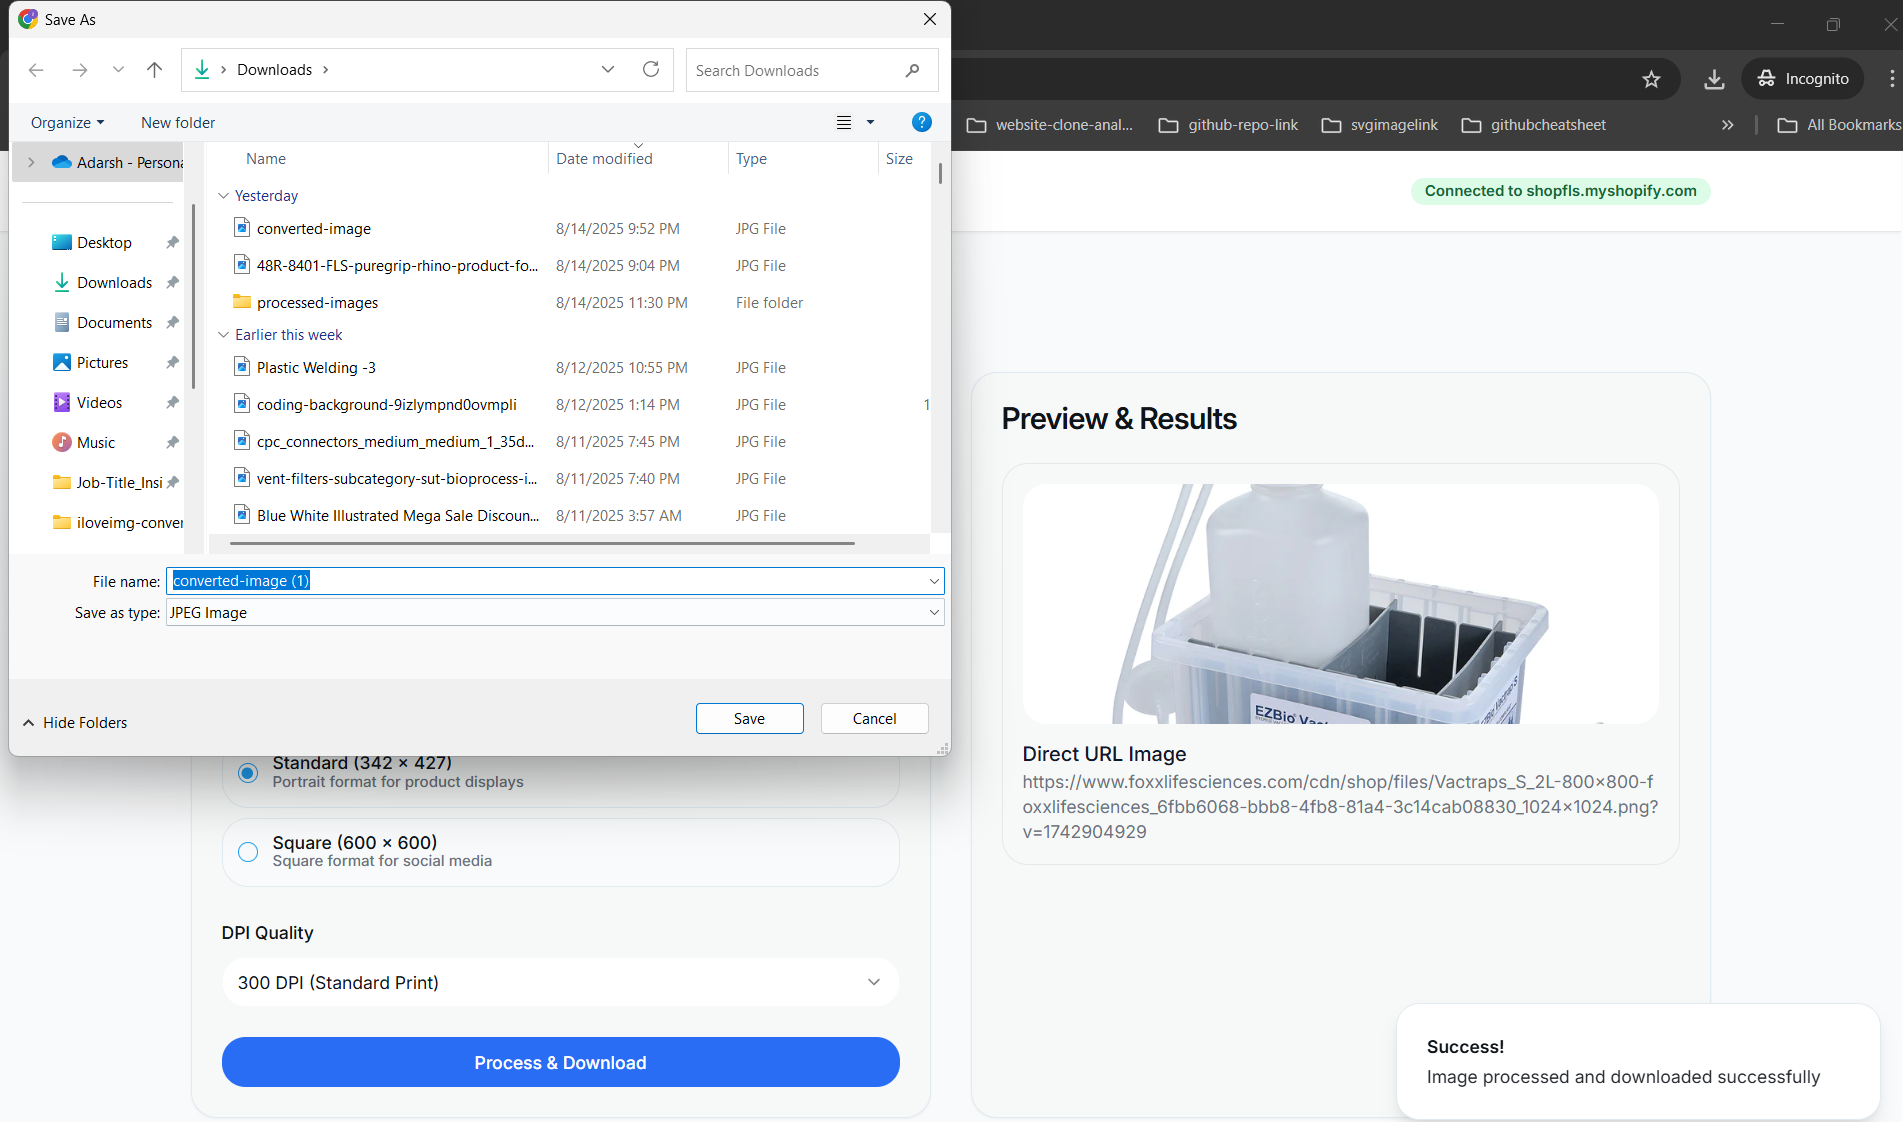 Save As
Downloads
Search Downloads
Organize
New folder
?
Adarsh - Persona
Desktop
Downloads
Documents
Pictures
Videos
Music
Job-Title_Insi
iloveimg-conver
Name
Date modified
Type
Size
Yesterday
converted-image 8/14/2025 9:52 PM JPG File
48R-8401-FLS-puregrip-rhino-product-fo... 8/14/2025 9:04 PM JPG File
processed-images 8/14/2025 11:30 PM File folder
Earlier this week
Plastic Welding -3 8/12/2025 10:55 PM JPG File
coding-background-9izlympnd0ovmpli 8/12/2025 1:14 PM JPG File 1
cpc_connectors_medium_medium_1_35d... 8/11/2025 7:45 PM JPG File
vent-filters-subcategory-sut-bioprocess-i... 8/11/2025 7:40 PM JPG File
Blue White Illustrated Mega Sale Discoun... 8/11/2025 3:57 AM JPG File
File name: converted-image (1)
Save as type: JPEG Image
Hide Folders
Save
Cancel
Incognito
website-clone-anal...
github-repo-link
svgimagelink
githubcheatsheet
All Bookmarks
Connected to shopfls.myshopify.com
Standard (342 × 427)
Portrait format for product displays
Square (600 × 600)
Square format for social media
DPI Quality
300 DPI (Standard Print)
Process & Download
Preview & Results
EZBio
Direct URL Image
https://www.foxxlifesciences.com/cdn/shop/files/Vactraps_S_2L-800x800-f
oxxlifesciences_6fbb6068-bbb8-4fb8-81a4-3c14cab08830_1024x1024.png?
v=1742904929
Success!
Image processed and downloaded successfully